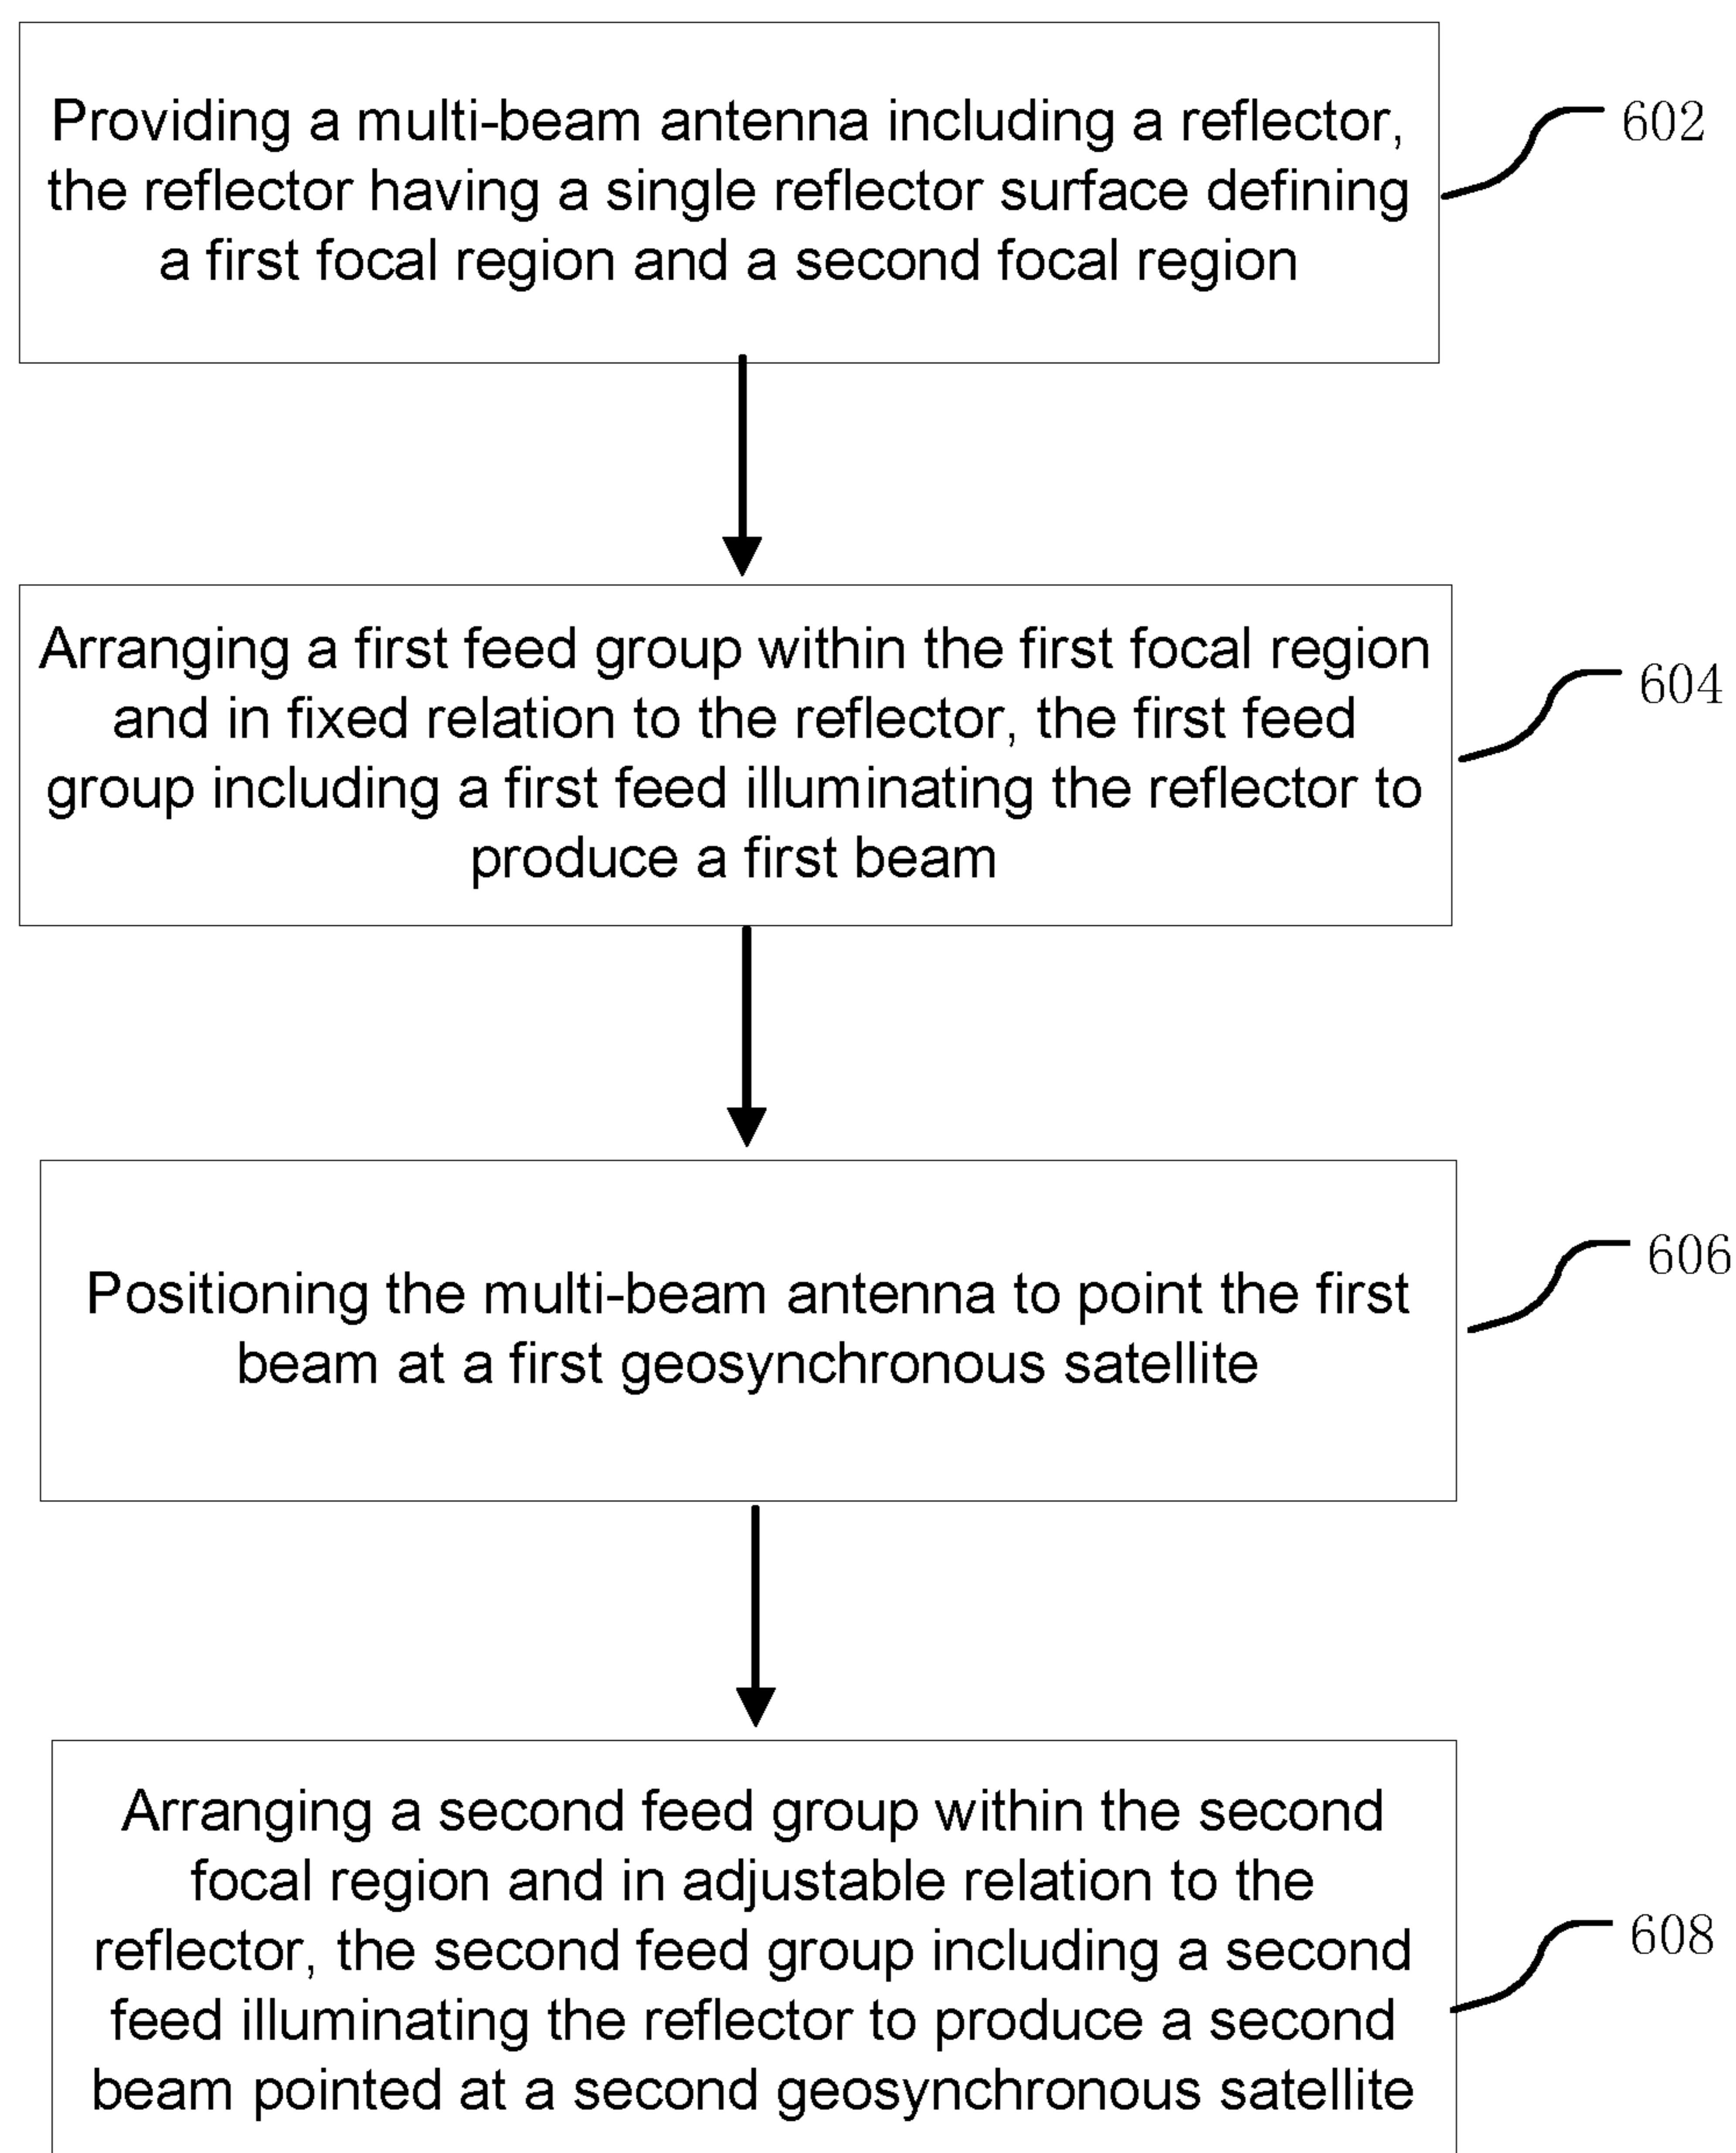 Providing a multi-beam antenna including a reflector,
the reflector having a single reflector surface defining
a first focal region and a second focal region
602
Arranging a first feed group within the first focal region
and in fixed relation to the reflector, the first feed
group including a first feed illuminating the reflector to
produce a first beam
604
Positioning the multi-beam antenna to point the first
beam at a first geosynchronous satellite
606
Arranging a second feed group within the second
focal region and in adjustable relation to the
reflector, the second feed group including a second
feed illuminating the reflector to produce a second
beam pointed at a second geosynchronous satellite
608